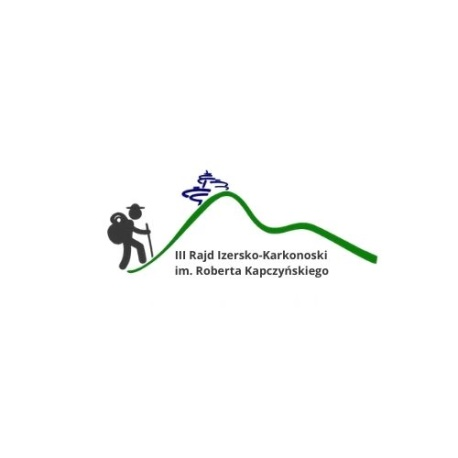 III Rajd Izersko-Karkonoski
im. Roberta Kapczyńskiego